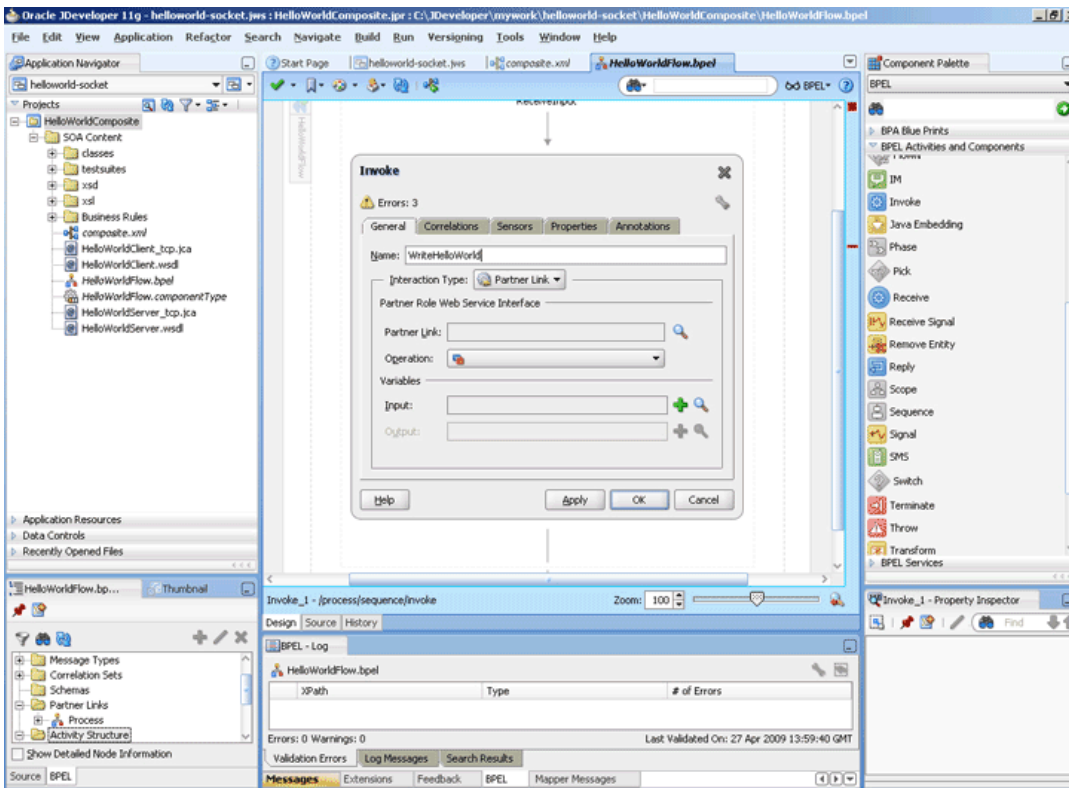 Oracle JDeveloper 11g - helloworld-socket.jws : HelloWorldComposite.jpr : C:\JDeveloper\mywork\helloworld-socket\HelloWorldComposite\HelloWorldFlow.bpel
File Edit View Application Refactor Search Navigate Build Run Versioning Tools Window Help
Application Navigator
helloworld-socket
Projects
HelloWorldComposite
SOA Content
classes
testsuites
xsd
xsl
Business Rules
composite.xml
HelloWorldClient_tcp.jca
HelloWorldClient.wsdl
HelloWorldFlow.bpel
HelloWorldFlow.componentType
HelloWorldServer_tcp.jca
HelloWorldServer.wsdl
Application Resources
Data Controls
Recently Opened Files
HelloWorldFlow.bp... Thumbnail
Message Types
Correlation Sets
Schemas
Partner Links
Process
Activity Structure
Show Detailed Node Information
Source BPEL
Start Page helloworld-socket.jws composite.xml HelloWorldFlow.bpel
BPEL
ReceiveInput
HelloWorldFlow
Invoke
Errors: 3
General Correlations Sensors Properties Annotations
Name: WriteHelloWorld
Interaction Type: Partner Link
Partner Role Web Service Interface
Partner Link:
Operation:
Variables
Input:
Output:
Help Apply OK Cancel
Invoke_1 - /process/sequence/invoke Zoom: 100
Design Source History
BPEL - Log
HelloWorldFlow.bpel
XPath Type # of Errors
Errors: 0 Warnings: 0 Last Validated On: 27 Apr 2009 13:59:40 GMT
Validation Errors Log Messages Search Results
Messages Extensions Feedback BPEL Mapper Messages
Component Palette
BPEL
BPA Blue Prints
BPEL Activities and Components
IM
Invoke
Java Embedding
Phase
Pick
Receive
Receive Signal
Remove Entity
Reply
Scope
Sequence
Signal
SMS
Switch
Terminate
Throw
Transform
BPEL Services
Invoke_1 - Property Inspector
Find